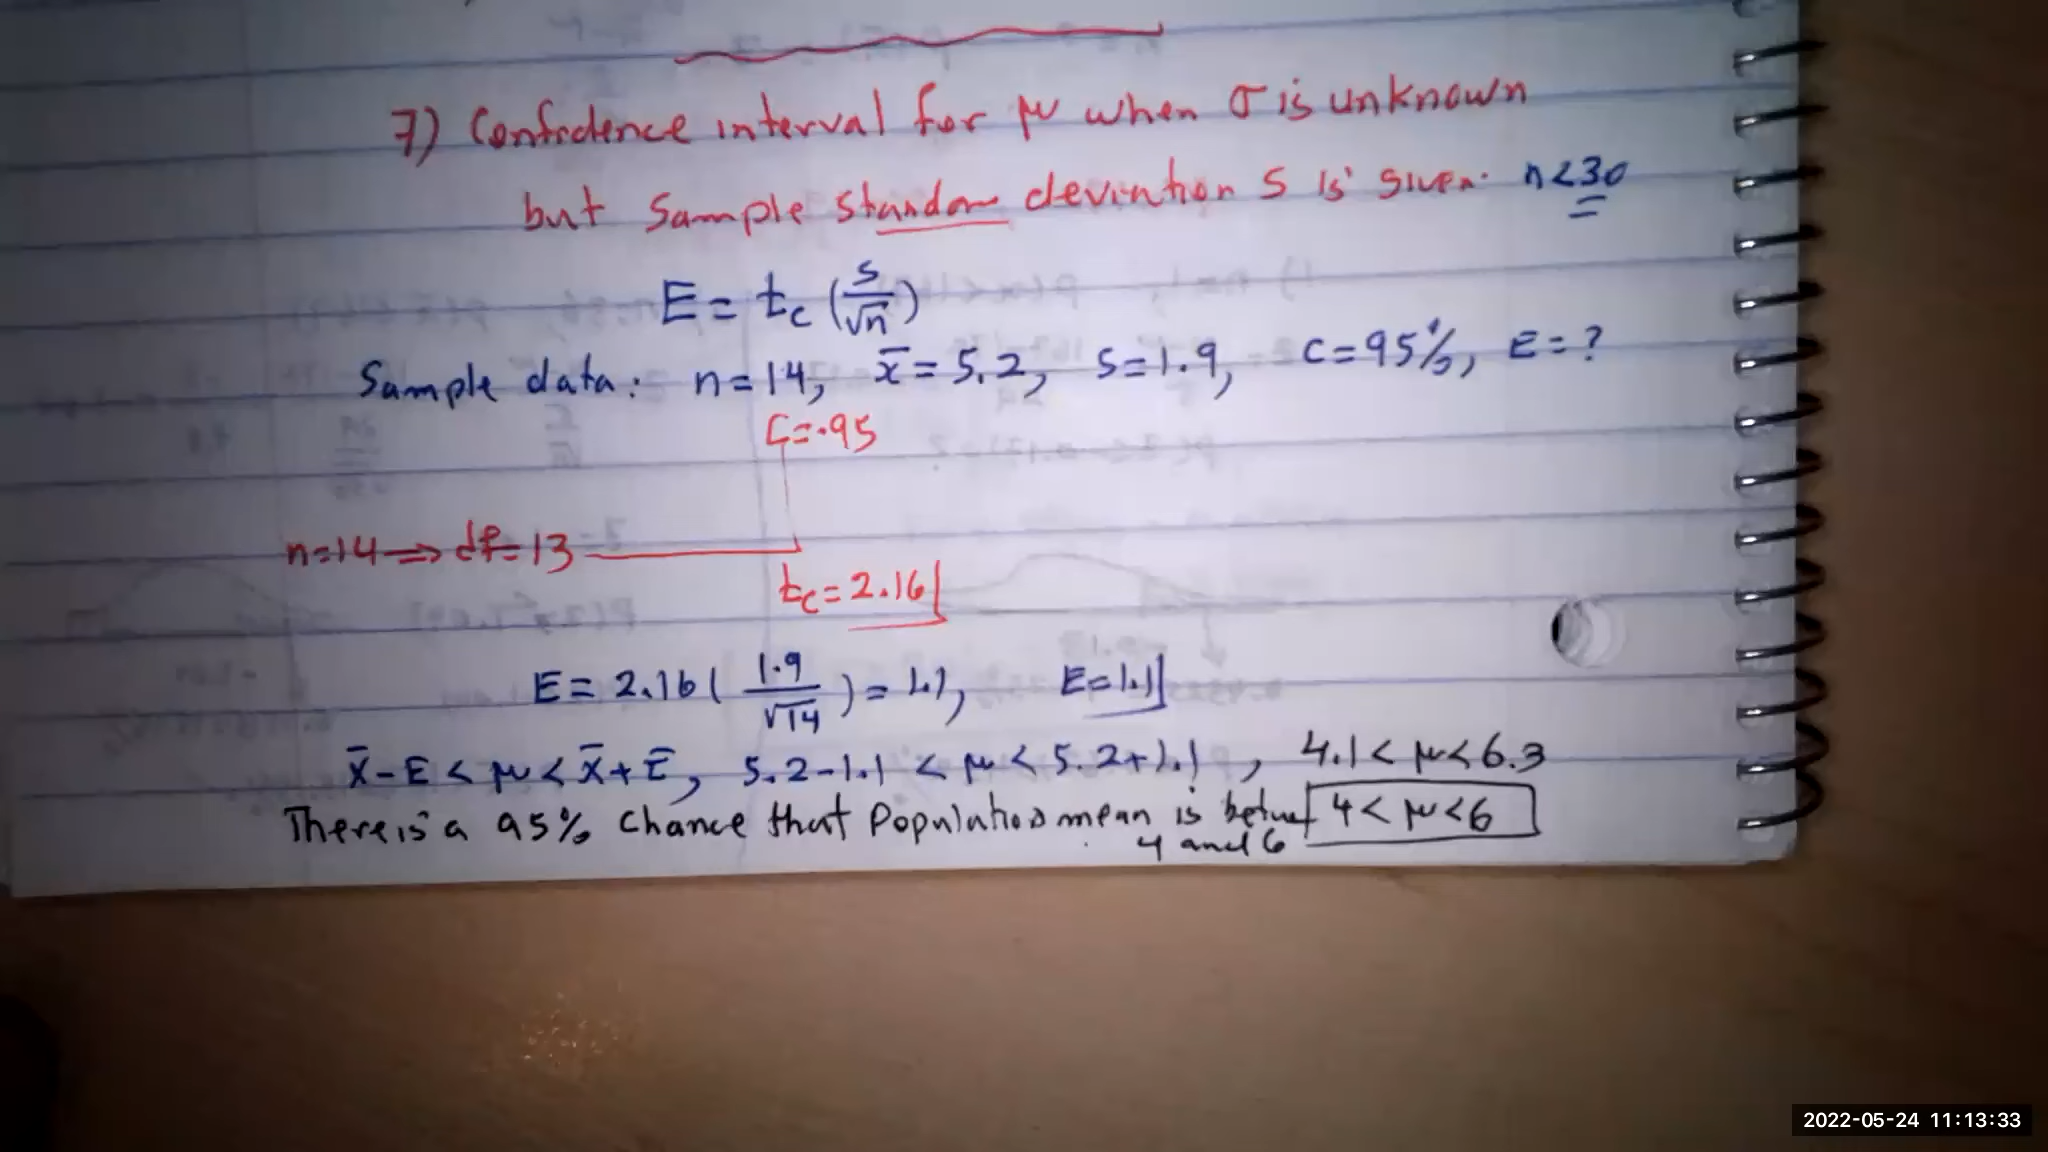 7) Confidence interval for μ when σ is unknown
but sample standar deviation s is given. n<30
E = tc (s/√n)
Sample data: n=14, x̄=5.2, s=1.9, c=95%, E=?
C=.95
n=14 ⇒ df=13
tc=2.16
E = 2.16 (1.9/√14) = 1.1, E=1.1
x̄-E < μ < x̄+E, 5.2-1.1 < μ < 5.2+1.1, 4.1 < μ < 6.3
There is a 95% chance that population mean is 4 < μ < 6
4 and 6
2022-05-24 11:13:33